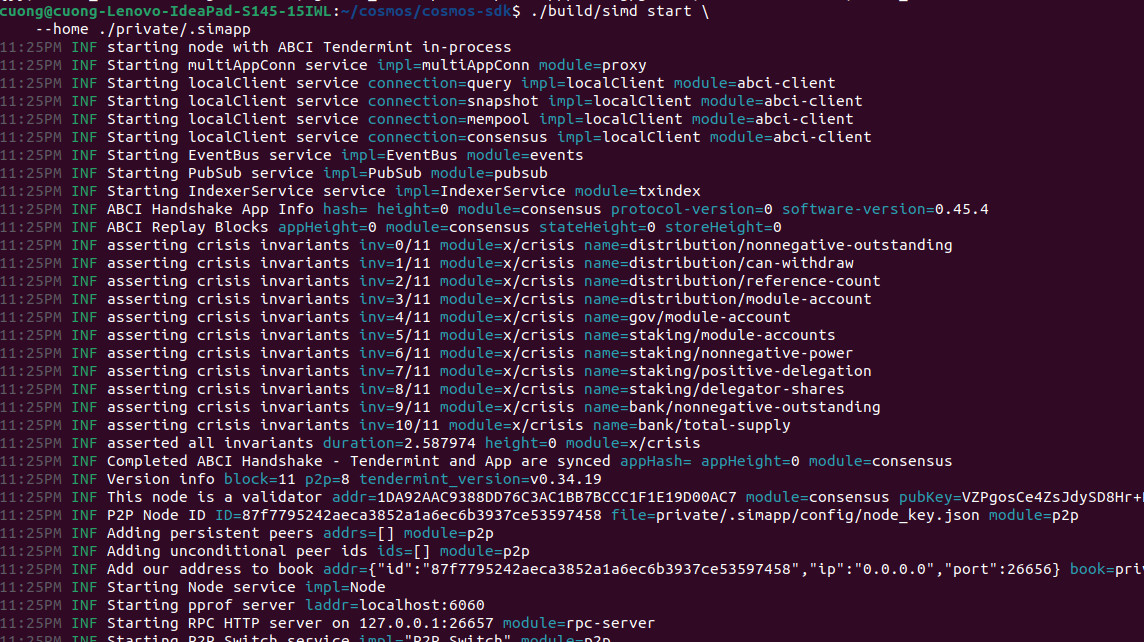 cuong@cuong-Lenovo-IdeaPad-S145-15IWL:~/cosmos/cosmos-sdk$ ./build/simd start \
    --home ./private/.simapp
11:25PM INF starting node with ABCI Tendermint in-process
11:25PM INF Starting multiAppConn service impl=multiAppConn module=proxy
11:25PM INF Starting localClient service connection=query impl=localClient module=abci-client
11:25PM INF Starting localClient service connection=snapshot impl=localClient module=abci-client
11:25PM INF Starting localClient service connection=mempool impl=localClient module=abci-client
11:25PM INF Starting localClient service connection=consensus impl=localClient module=abci-client
11:25PM INF Starting EventBus service impl=EventBus module=events
11:25PM INF Starting PubSub service impl=PubSub module=pubsub
11:25PM INF Starting IndexerService service impl=IndexerService module=txindex
11:25PM INF ABCI Handshake App Info hash= height=0 module=consensus protocol-version=0 software-version=0.45.4
11:25PM INF ABCI Replay Blocks appHeight=0 module=consensus stateHeight=0 storeHeight=0
11:25PM INF asserting crisis invariants inv=0/11 module=x/crisis name=distribution/nonnegative-outstanding
11:25PM INF asserting crisis invariants inv=1/11 module=x/crisis name=distribution/can-withdraw
11:25PM INF asserting crisis invariants inv=2/11 module=x/crisis name=distribution/reference-count
11:25PM INF asserting crisis invariants inv=3/11 module=x/crisis name=distribution/module-account
11:25PM INF asserting crisis invariants inv=4/11 module=x/crisis name=gov/module-account
11:25PM INF asserting crisis invariants inv=5/11 module=x/crisis name=staking/module-accounts
11:25PM INF asserting crisis invariants inv=6/11 module=x/crisis name=staking/nonnegative-power
11:25PM INF asserting crisis invariants inv=7/11 module=x/crisis name=staking/positive-delegation
11:25PM INF asserting crisis invariants inv=8/11 module=x/crisis name=staking/delegator-shares
11:25PM INF asserting crisis invariants inv=9/11 module=x/crisis name=bank/nonnegative-outstanding
11:25PM INF asserting crisis invariants inv=10/11 module=x/crisis name=bank/total-supply
11:25PM INF asserted all invariants duration=2.587974 height=0 module=x/crisis
11:25PM INF Completed ABCI Handshake - Tendermint and App are synced appHash= appHeight=0 module=consensus
11:25PM INF Version info block=11 p2p=8 tendermint_version=v0.34.19
11:25PM INF This node is a validator addr=1DA92AAC9388DD76C3AC1BB7BCCC1F1E19D00AC7 module=consensus pubKey=VZPgosCe4ZsJdySD8Hr+
11:25PM INF P2P Node ID ID=87f7795242aeca3852a1a6ec6b3937ce53597458 file=private/.simapp/config/node_key.json module=p2p
11:25PM INF Adding persistent peers addrs=[] module=p2p
11:25PM INF Adding unconditional peer ids ids=[] module=p2p
11:25PM INF Add our address to book addr={"id":"87f7795242aeca3852a1a6ec6b3937ce53597458","ip":"0.0.0.0","port":26656} book=pri
11:25PM INF Starting Node service impl=Node
11:25PM INF Starting pprof server laddr=localhost:6060
11:25PM INF Starting RPC HTTP server on 127.0.0.1:26657 module=rpc-server
11:25PM INF Starting P2P Switch service impl="P2P Switch" module=p2p